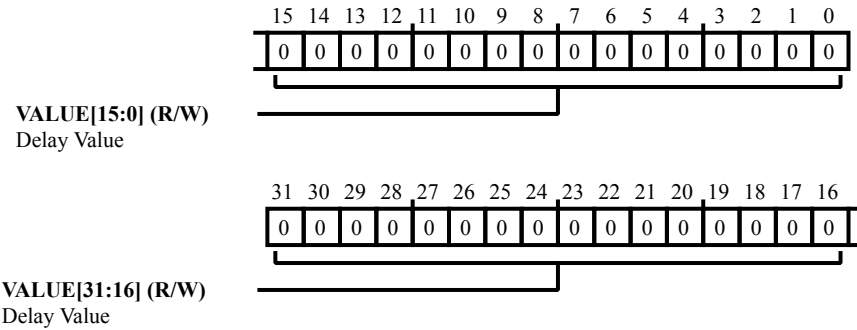 15 14 13 12 11 10 9 8 7 6 5 4 3 2 1 0
0 0 0 0 0 0 0 0 0 0 0 0 0 0 0 0
VALUE[15:0] (R/W)
Delay Value
31 30 29 28 27 26 25 24 23 22 21 20 19 18 17 16
0 0 0 0 0 0 0 0 0 0 0 0 0 0 0 0
VALUE[31:16] (R/W)
Delay Value